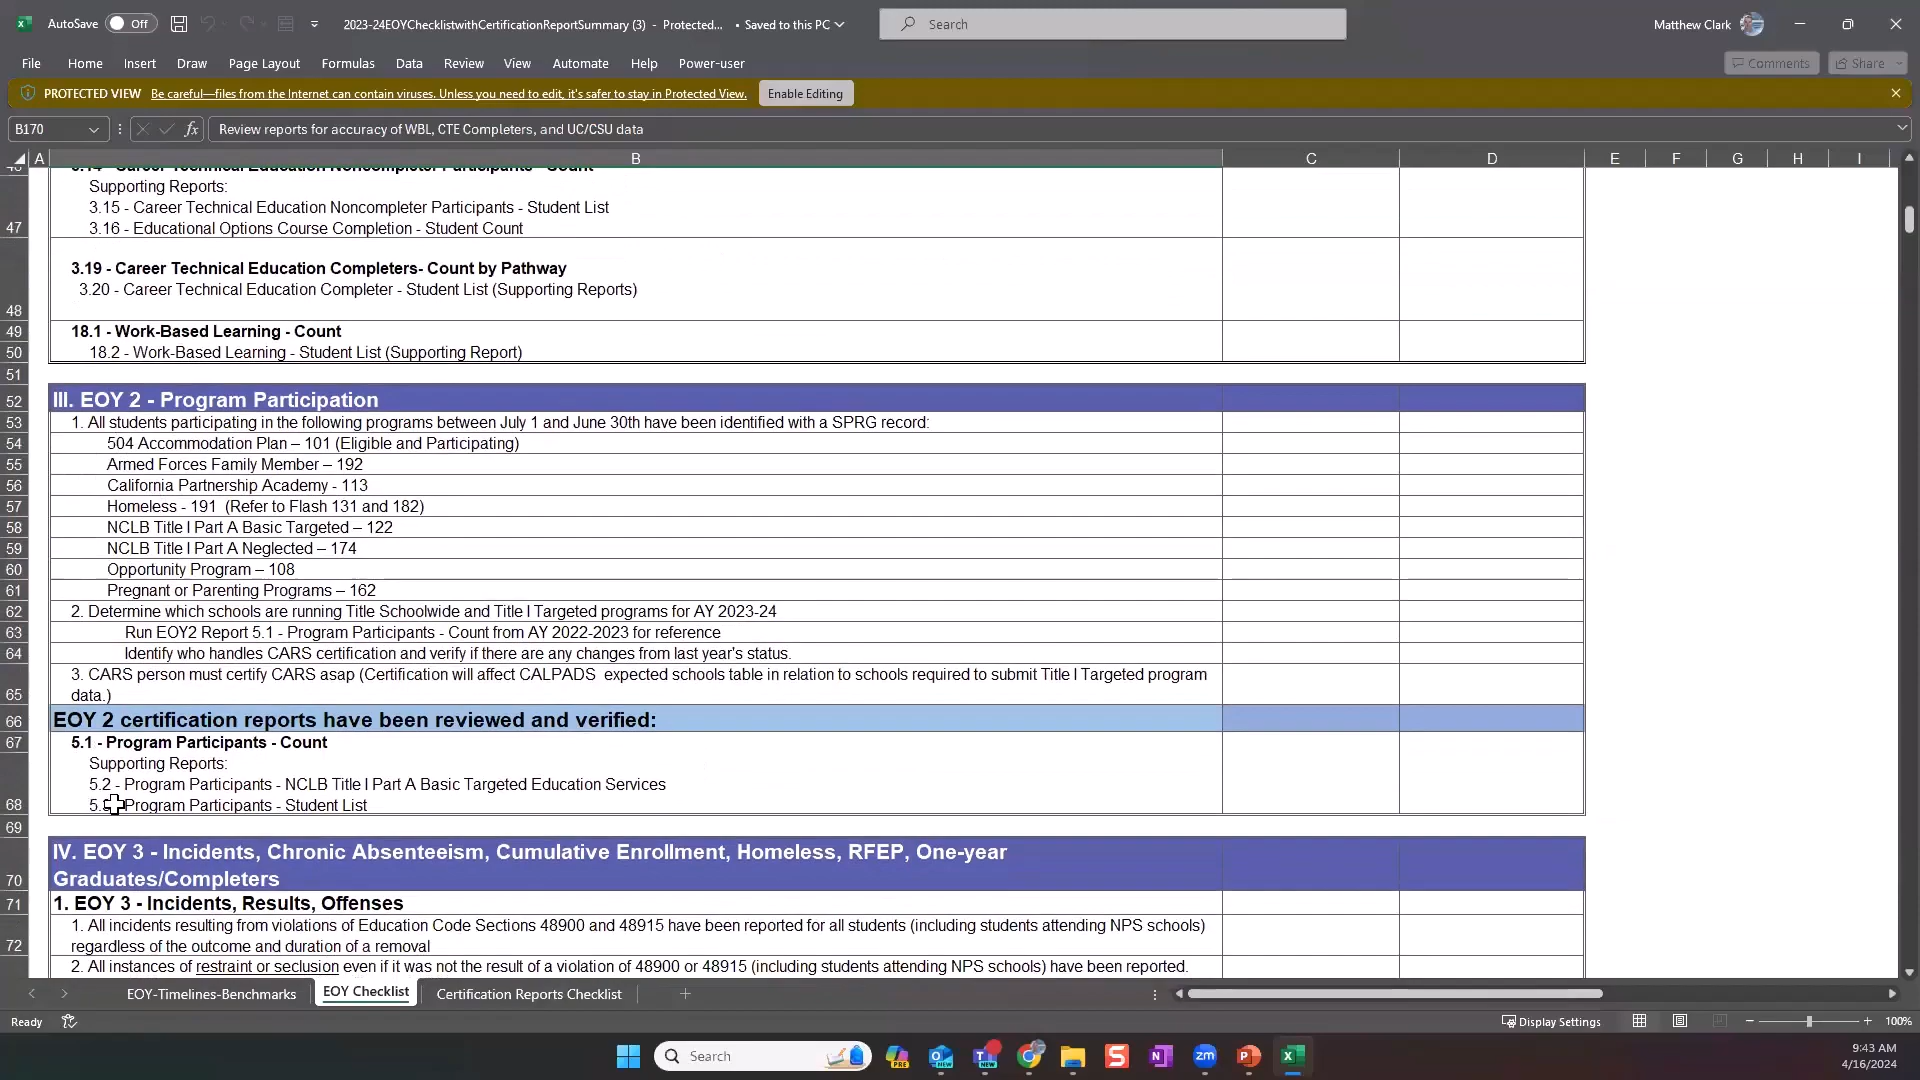 AutoSave Off
2023-24EOYChecklistwithCertificationReportSummary (3) - Protected... • Saved to this PC
Search
Matthew Clark
File Home Insert Draw Page Layout Formulas Data Review View Automate Help Power-user
Comments Share
PROTECTED VIEW Be careful—files from the Internet can contain viruses. Unless you need to edit, it's safer to stay in Protected View. Enable Editing
B170 fx Review reports for accuracy of WBL, CTE Completers, and UC/CSU data
A B C D E F G H I
3.14 - Career Technical Education Noncompleter Participants - Count
Supporting Reports:
3.15 - Career Technical Education Noncompleter Participants - Student List
47 3.16 - Educational Options Course Completion - Student Count
3.19 - Career Technical Education Completers- Count by Pathway
3.20 - Career Technical Education Completer - Student List (Supporting Reports)
48
49 18.1 - Work-Based Learning - Count
50 18.2 - Work-Based Learning - Student List (Supporting Report)
51
52 III. EOY 2 - Program Participation
53 1. All students participating in the following programs between July 1 and June 30th have been identified with a SPRG record:
54 504 Accommodation Plan – 101 (Eligible and Participating)
55 Armed Forces Family Member – 192
56 California Partnership Academy - 113
57 Homeless - 191 (Refer to Flash 131 and 182)
58 NCLB Title I Part A Basic Targeted – 122
59 NCLB Title I Part A Neglected – 174
60 Opportunity Program – 108
61 Pregnant or Parenting Programs – 162
62 2. Determine which schools are running Title Schoolwide and Title I Targeted programs for AY 2023-24
63 Run EOY2 Report 5.1 - Program Participants - Count from AY 2022-2023 for reference
64 Identify who handles CARS certification and verify if there are any changes from last year's status.
3. CARS person must certify CARS asap (Certification will affect CALPADS expected schools table in relation to schools required to submit Title I Targeted program
65 data.)
66 EOY 2 certification reports have been reviewed and verified:
67 5.1 - Program Participants - Count
Supporting Reports:
5.2 - Program Participants - NCLB Title I Part A Basic Targeted Education Services
68 5. Program Participants - Student List
69
IV. EOY 3 - Incidents, Chronic Absenteeism, Cumulative Enrollment, Homeless, RFEP, One-year
70 Graduates/Completers
71 1. EOY 3 - Incidents, Results, Offenses
1. All incidents resulting from violations of Education Code Sections 48900 and 48915 have been reported for all students (including students attending NPS schools)
72 regardless of the outcome and duration of a removal
2. All instances of restraint or seclusion even if it was not the result of a violation of 48900 or 48915 (including students attending NPS schools) have been reported.
EOY-Timelines-Benchmarks EOY Checklist Certification Reports Checklist
Ready Display Settings 100%
Search
PRE
NEW
NEW
zm
9:43 AM
4/16/2024